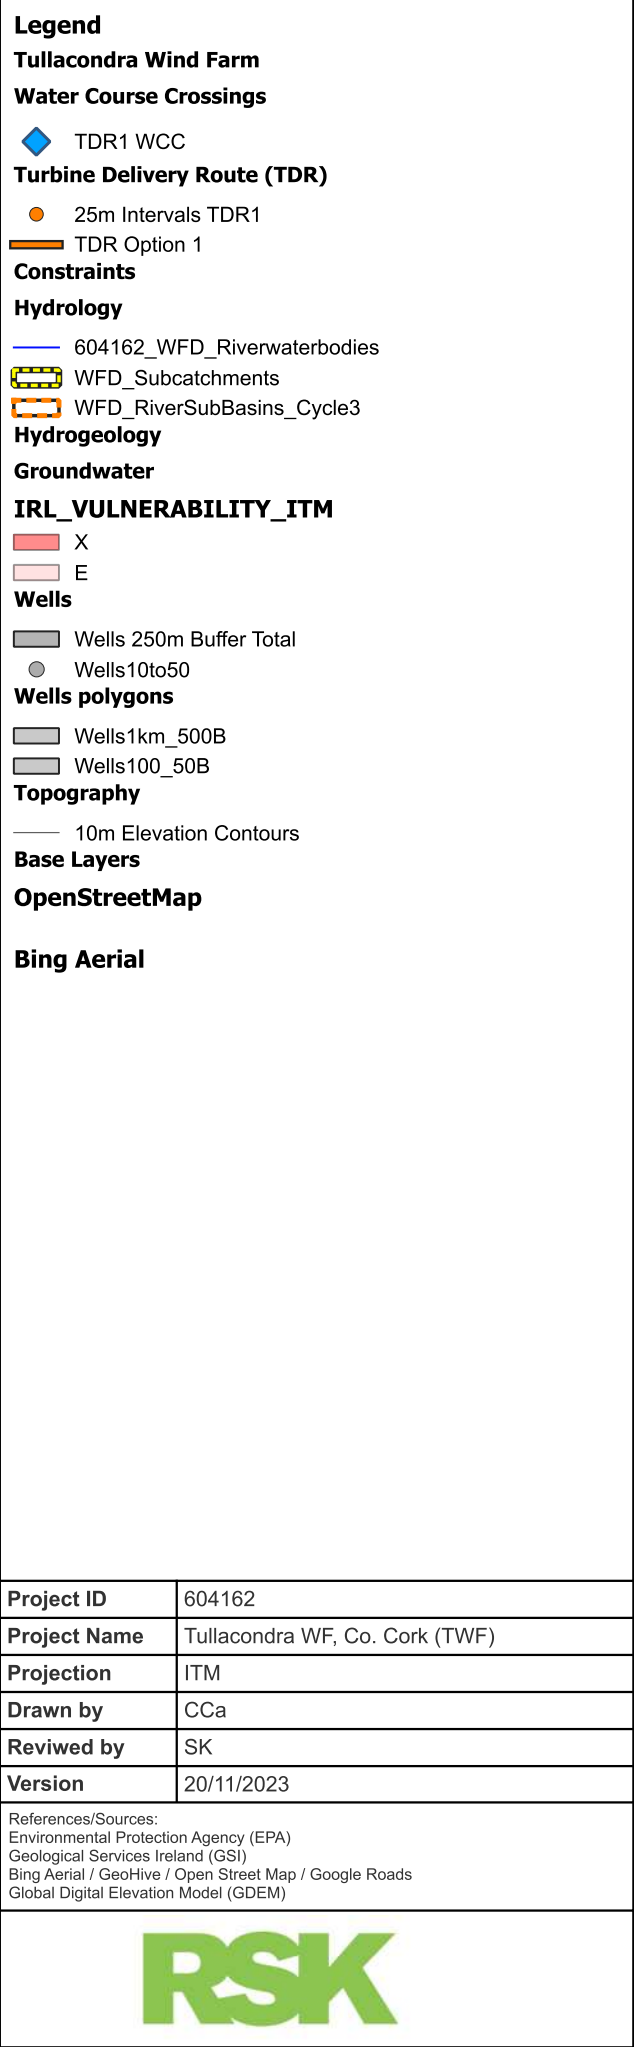 Legend
Tullacondra Wind Farm
Water Course Crossings
TDR1 WCC
Turbine Delivery Route (TDR)
25m Intervals TDR1
TDR Option 1
Constraints
Hydrology
604162_WFD_Riverwaterbodies
WFD_Subcatchments
WFD_RiverSubBasins_Cycle3
Hydrogeology
Groundwater
IRL_VULNERABILITY_ITM
X
E
Wells
Wells 250m Buffer Total
Wells10to50
Wells polygons
Wells1km_500B
Wells100_50B
Topography
10m Elevation Contours
Base Layers
OpenStreetMap
Bing Aerial
Project ID 604162
Project Name Tullacondra WF, Co. Cork (TWF)
Projection ITM
Drawn by CCa
Reviwed by SK
Version 20/11/2023
References/Sources:
Environmental Protection Agency (EPA)
Geological Services Ireland (GSI)
Bing Aerial / GeoHive / Open Street Map / Google Roads
Global Digital Elevation Model (GDEM)
RSK